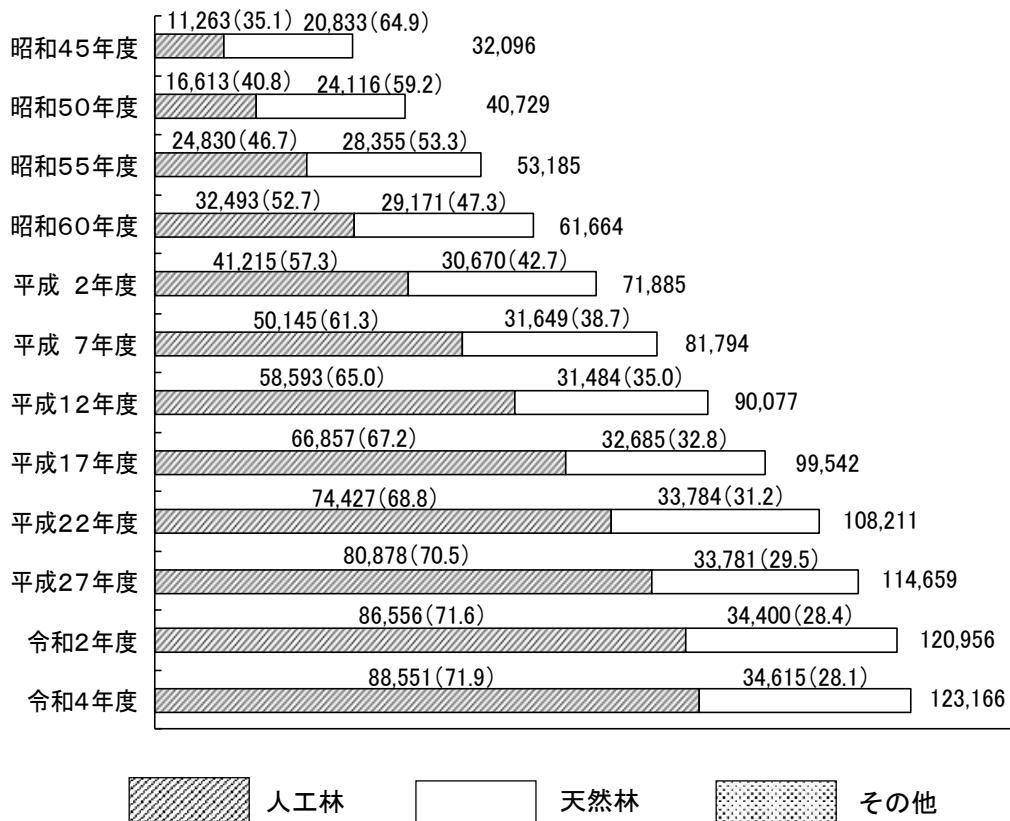 11,263(35.1) 20,833(64.9)
昭和45年度 32,096
16,613(40.8) 24,116(59.2)
昭和50年度 40,729
24,830(46.7) 28,355(53.3)
昭和55年度 53,185
32,493(52.7) 29,171(47.3)
昭和60年度 61,664
41,215(57.3) 30,670(42.7)
平成 2年度 71,885
50,145(61.3) 31,649(38.7)
平成 7年度 81,794
58,593(65.0) 31,484(35.0)
平成12年度 90,077
66,857(67.2) 32,685(32.8)
平成17年度 99,542
74,427(68.8) 33,784(31.2)
平成22年度 108,211
80,878(70.5) 33,781(29.5)
平成27年度 114,659
86,556(71.6) 34,400(28.4)
令和2年度 120,956
88,551(71.9) 34,615(28.1)
令和4年度 123,166
人工林 天然林 その他